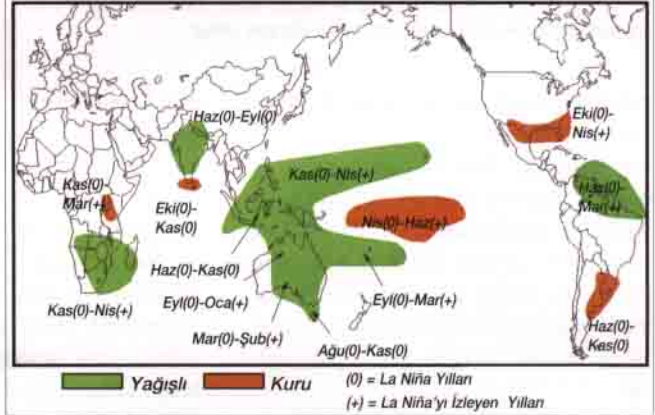 Haz(0)-Eyl(0)
Eki(0)-
Nis(+)
Kas(0)-Nis(+)
Kas(0)-
Mar(+)
Haz(0)-
Mar(+)
Eki(0)-
Kas(0)
Nis(0)-Haz(+)
Haz(0)-Kas(0)
Kas(0)-Nis(+)
Eyl(0)-Oca(+)
Eyl(0)-Mar(+)
Mar(0)-Şub(+)
Ağu(0)-Kas(0)
Haz(0)-
Kas(0)
Yağışlı
Kuru
(0) = La Niña Yılları
(+) = La Niña'yı İzleyen Yılları